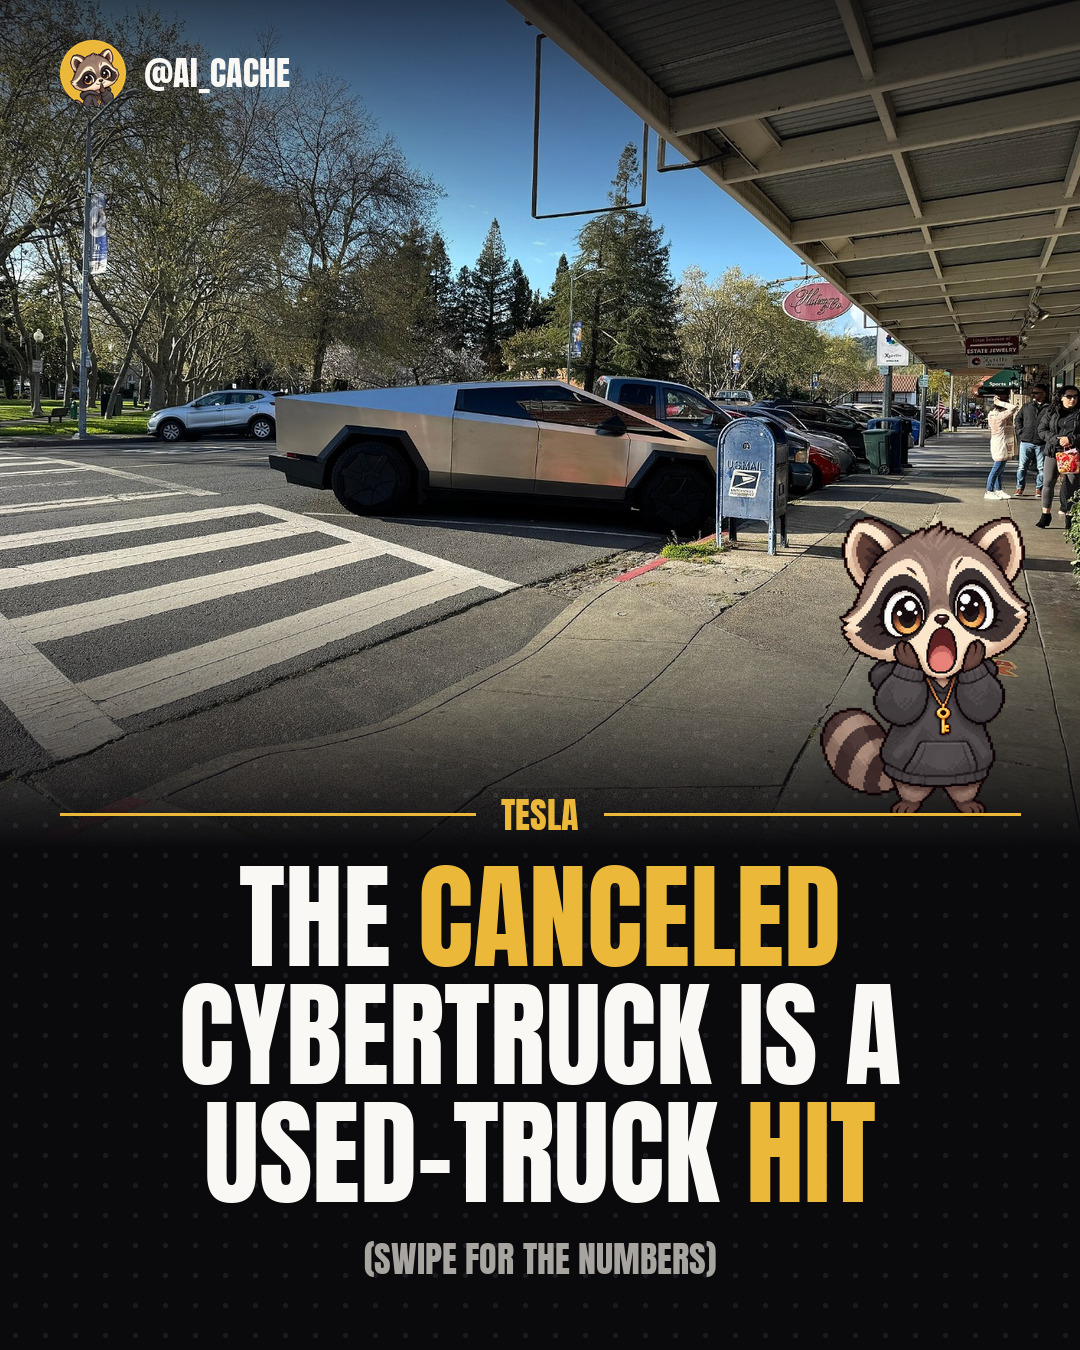 @AI_CACHE
ESTATE JEWELRY
U.S. MAIL
TESLA
THE CANCELED
CYBERTRUCK IS A
USED-TRUCK HIT
(SWIPE FOR THE NUMBERS)